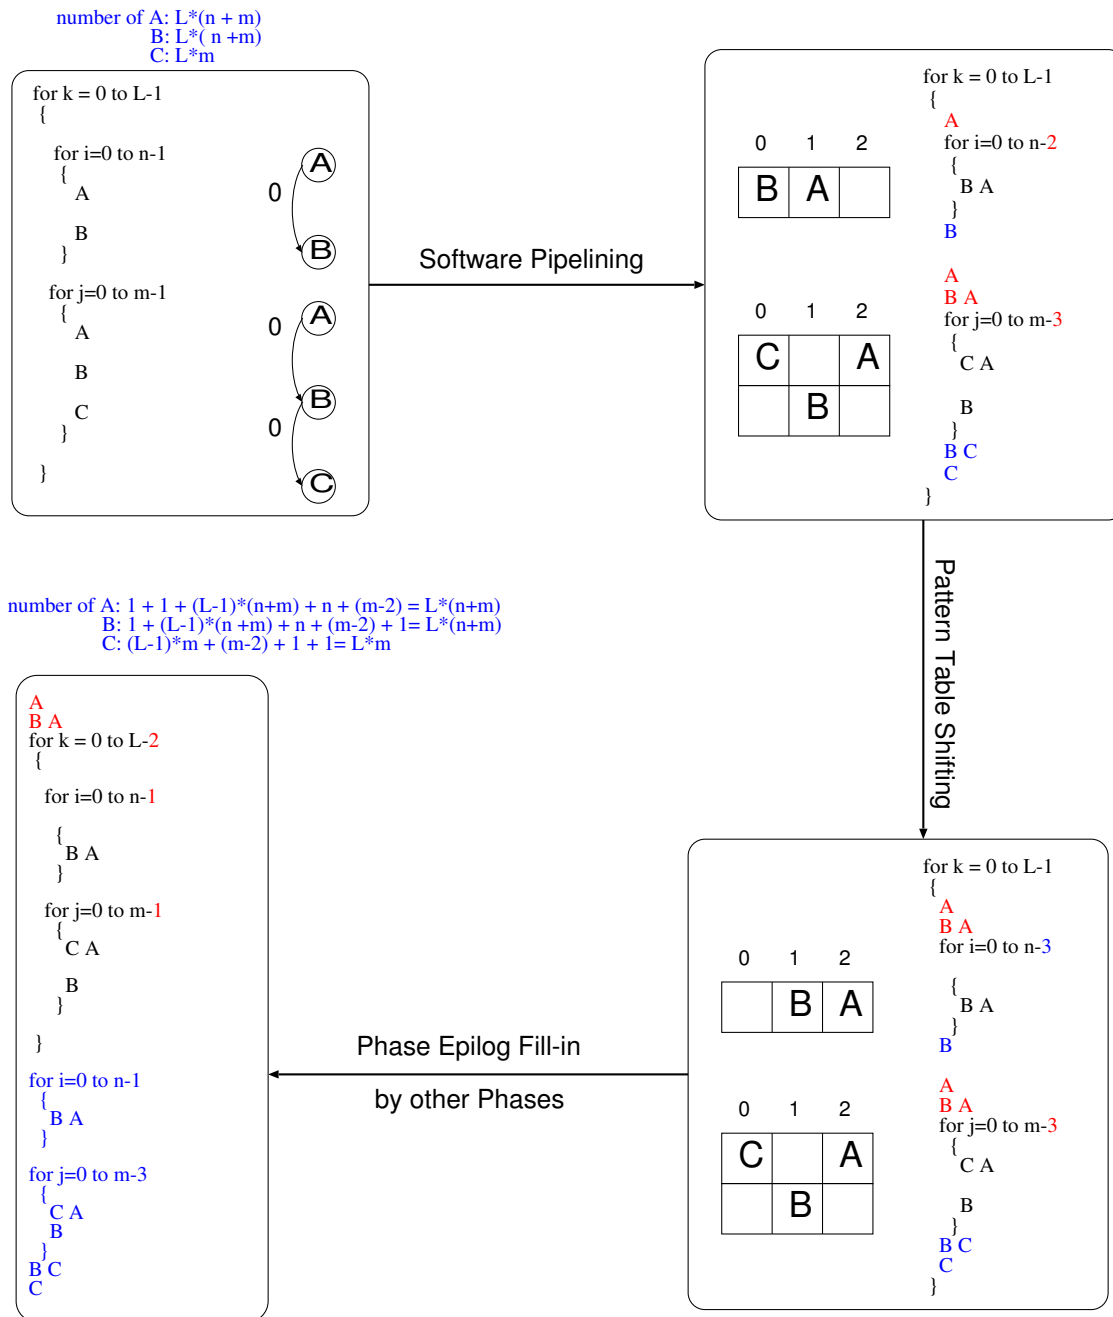 number of A: L*(n + m)
B: L*( n +m)
C: L*m
for k = 0 to L-1
{
for i=0 to n-1
{
A
B
}
for j=0 to m-1
{
A
B
C
}
}
0
A
B
0
A
B
0
C
Software Pipelining
0 1 2
B A
0 1 2
C A
B
for k = 0 to L-1
{
A
for i=0 to n-2
{
B A
}
B
A
B A
for j=0 to m-3
{
C A
B
}
B C
C
}
Pattern Table Shifting
0 1 2
B A
0 1 2
C A
B
for k = 0 to L-1
{
A
B A
for i=0 to n-3
{
B A
}
B
A
B A
for j=0 to m-3
{
C A
B
}
B C
C
}
Phase Epilog Fill-in
by other Phases
number of A: 1 + 1 + (L-1)*(n+m) + n + (m-2) = L*(n+m)
B: 1 + (L-1)*(n +m) + n + (m-2) + 1= L*(n+m)
C: (L-1)*m + (m-2) + 1 + 1= L*m
A
B A
for k = 0 to L-2
{
for i=0 to n-1
{
B A
}
for j=0 to m-1
{
C A
B
}
}
for i=0 to n-1
{
B A
}
for j=0 to m-3
{
C A
B
}
B C
C